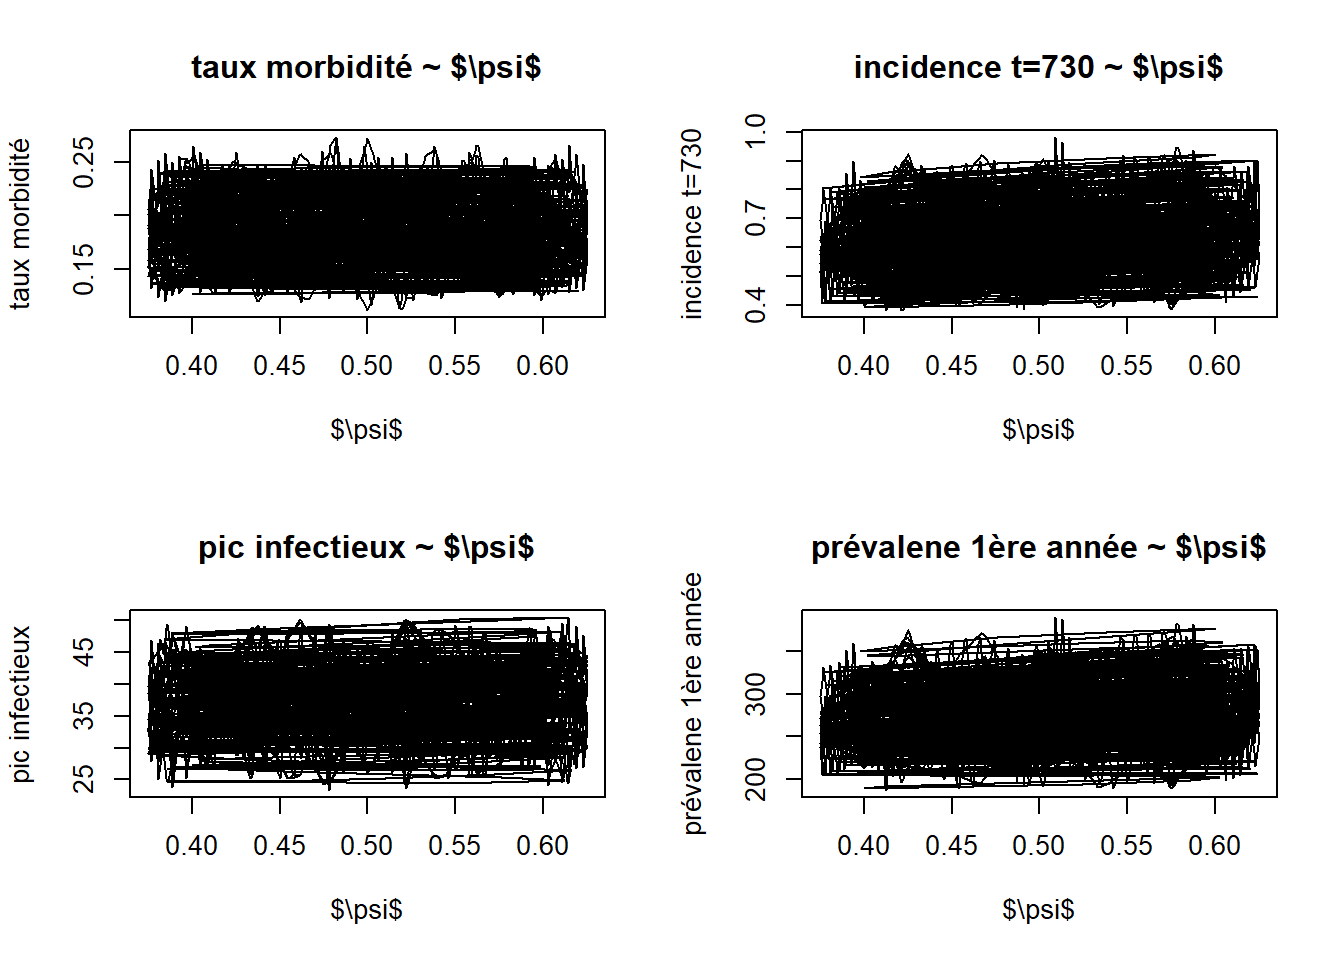 taux morbidité ~ $\psi$
taux morbidité
0.15 0.25
0.40 0.45 0.50 0.55 0.60
$\psi$
incidence t=730 ~ $\psi$
incidence t=730
0.4 0.7 1.0
0.40 0.45 0.50 0.55 0.60
$\psi$
pic infectieux ~ $\psi$
pic infectieux
25 35 45
0.40 0.45 0.50 0.55 0.60
$\psi$
prévalene 1ère année ~ $\psi$
prévalene 1ère année
200 300
0.40 0.45 0.50 0.55 0.60
$\psi$